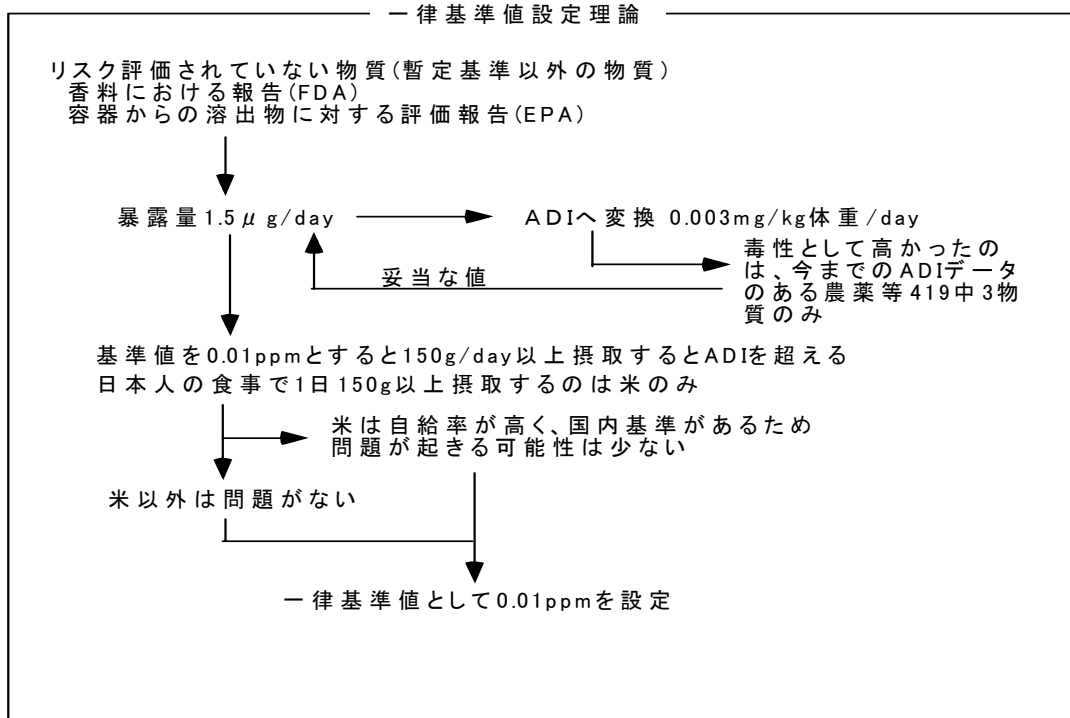 一律基準値設定理論
リスク評価されていない物質(暫定基準以外の物質)
香料における報告(FDA)
容器からの溶出物に対する評価報告(EPA)
暴露量1.5μg/day
ADIへ変換 0.003mg/kg体重/day
毒性として高かったの
は、今までのADIデータ
のある農薬等419中3物
質のみ
妥当な値
基準値を0.01ppmとすると150g/day以上摂取するとADIを超える
日本人の食事で1日150g以上摂取するのは米のみ
米は自給率が高く、国内基準があるため
問題が起きる可能性は少ない
米以外は問題がない
一律基準値として0.01ppmを設定